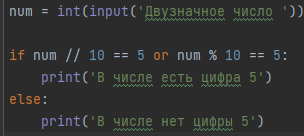 num = int(input('Двузначное число '))
if num // 10 == 5 or num % 10 == 5:
    print('В числе есть цифра 5')
else:
    print('В числе нет цифры 5')